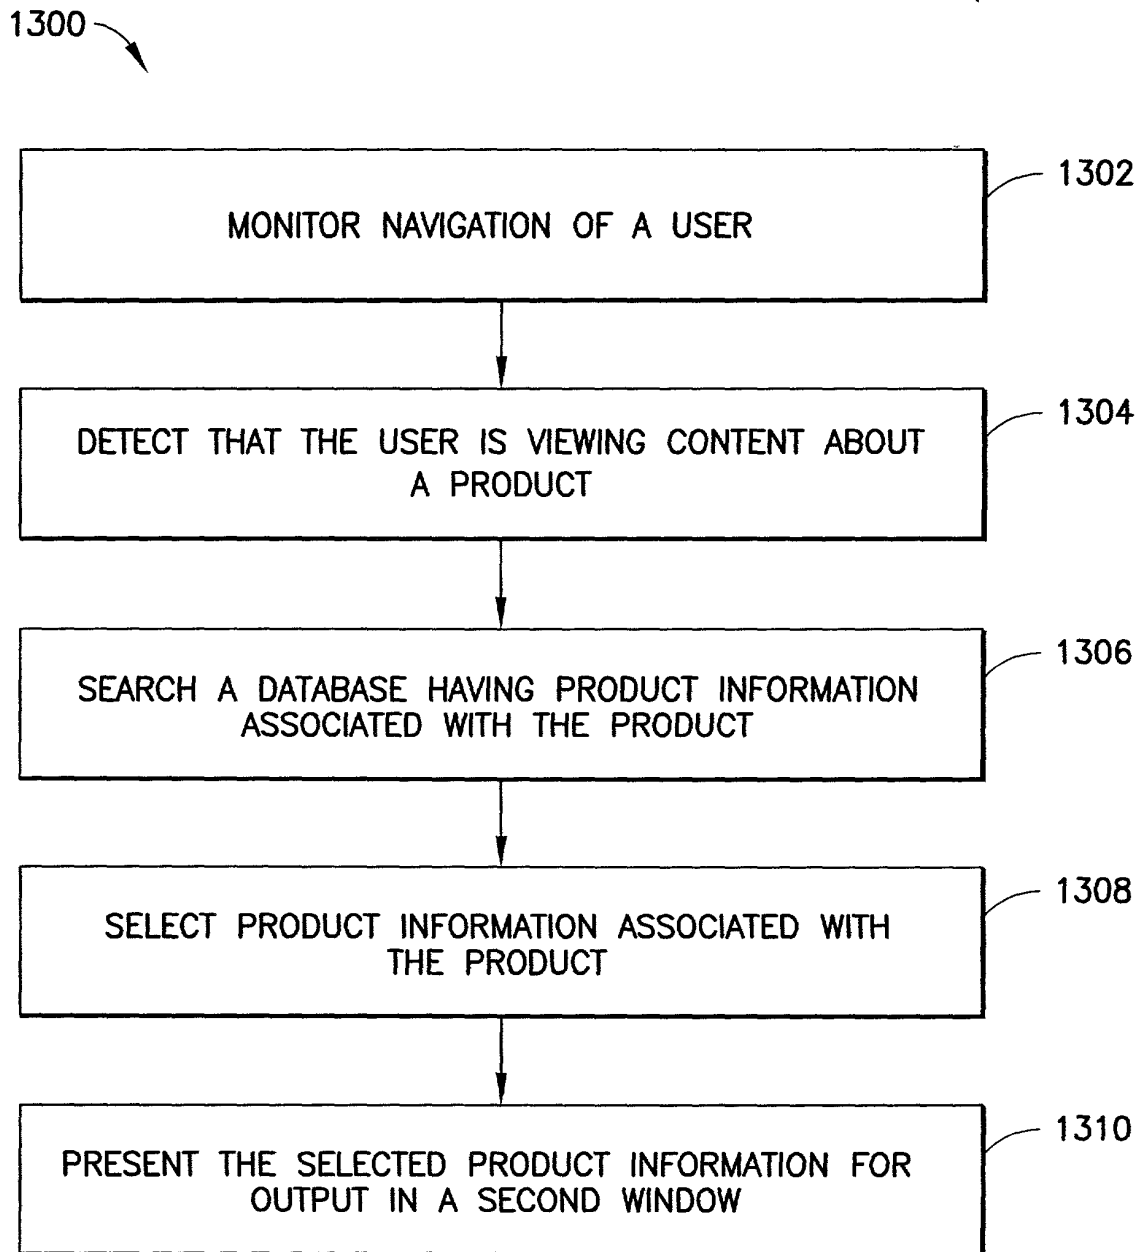 1300
MONITOR NAVIGATION OF A USER
1302
DETECT THAT THE USER IS VIEWING CONTENT ABOUT
A PRODUCT
1304
SEARCH A DATABASE HAVING PRODUCT INFORMATION
ASSOCIATED WITH THE PRODUCT
1306
SELECT PRODUCT INFORMATION ASSOCIATED WITH
THE PRODUCT
1308
PRESENT THE SELECTED PRODUCT INFORMATION FOR
OUTPUT IN A SECOND WINDOW
1310